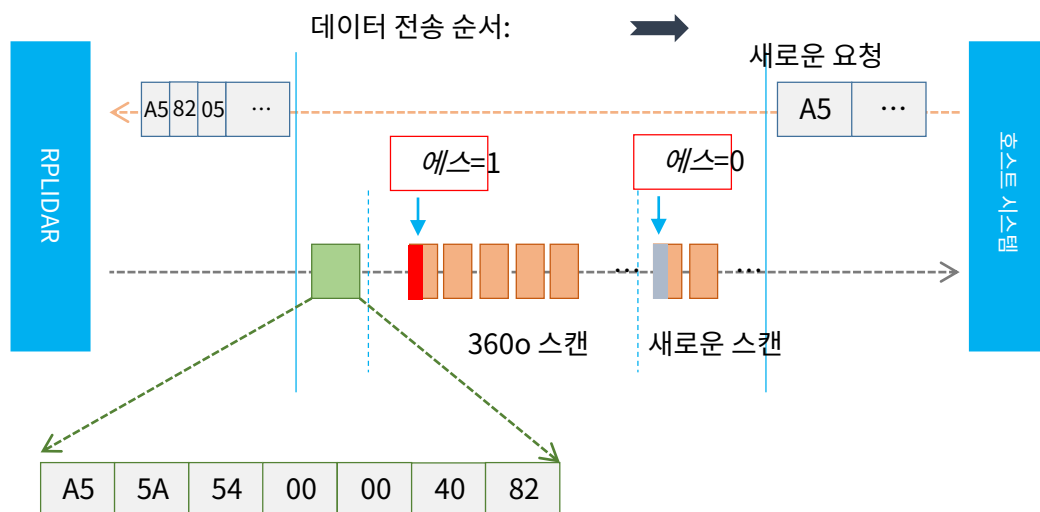 데이터 전송 순서:
새로운 요청
A5 82 05 ⋯
A5 ⋯
RPLIDAR
호스트 시스템
에스=1
에스=0
⋯
⋯
360o 스캔
새로운 스캔
A5 5A 54 00 00 40 82